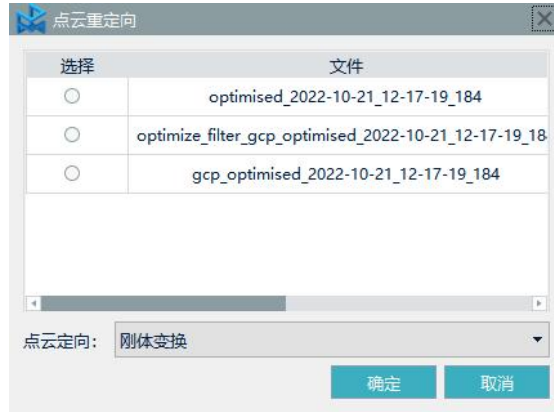 点云重定向
选择 文件
optimised_2022-10-21_12-17-19_184
optimize_filter_gcp_optimised_2022-10-21_12-17-19_18
gcp_optimised_2022-10-21_12-17-19_184
点云定向： 刚体变换
确定 取消